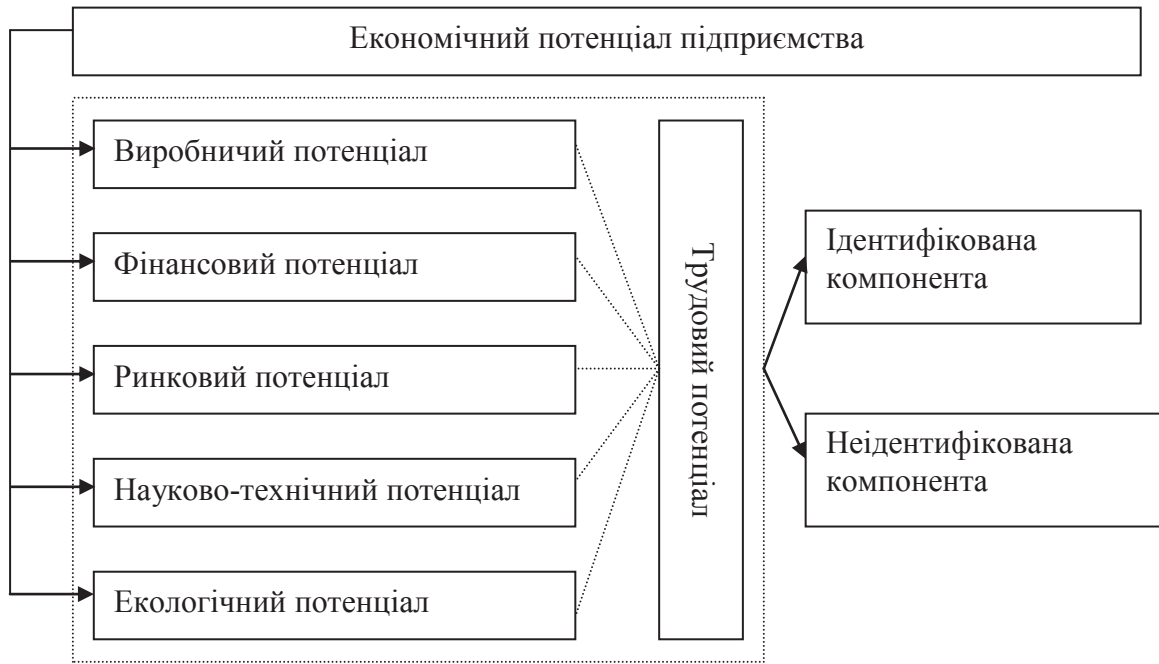 Економічний потенціал підприємства
Виробничий потенціал
Фінансовий потенціал
Ринковий потенціал
Науково-технічний потенціал
Екологічний потенціал
Трудовий потенціал
Ідентифікована
компонента
Неідентифікована
компонента